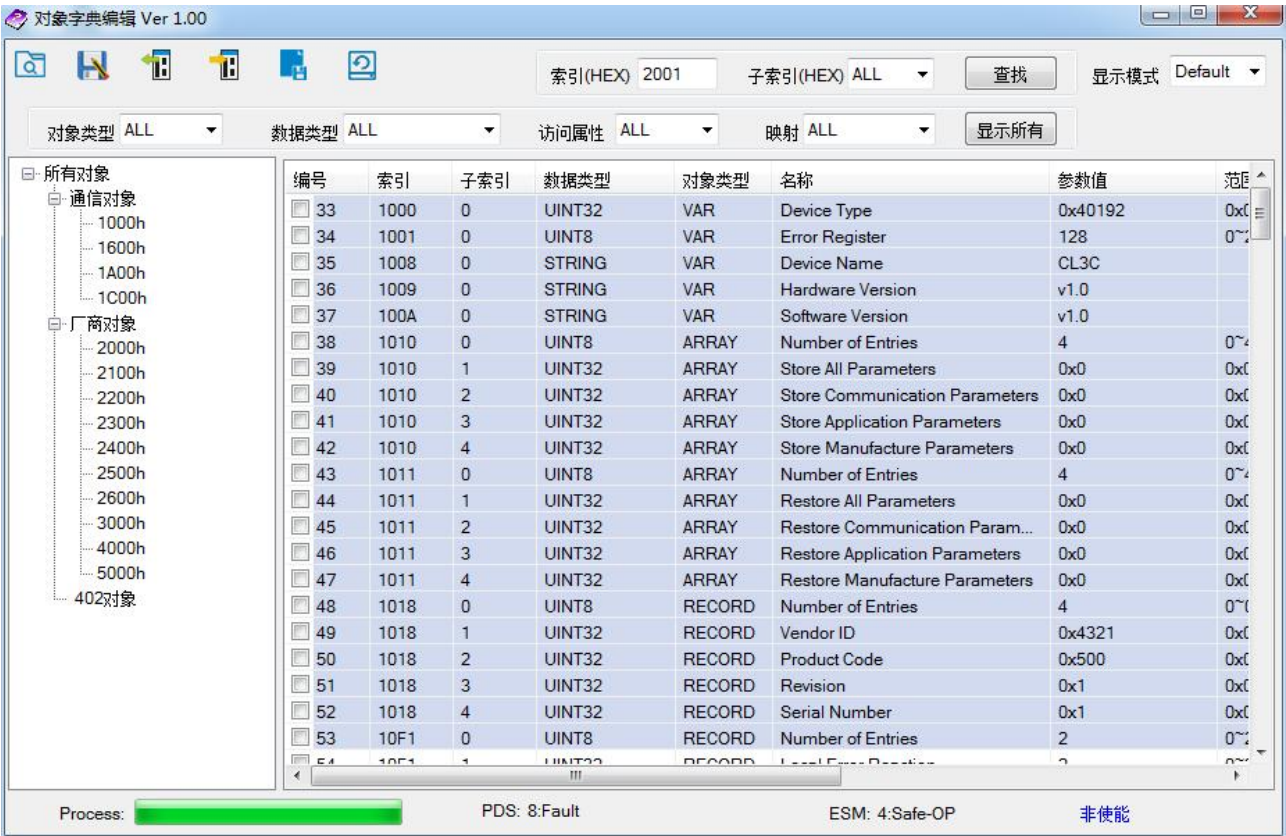 对象字典编辑 Ver 1.00
索引(HEX) 2001 子索引(HEX) ALL 查找 显示模式 Default
对象类型 ALL 数据类型 ALL 访问属性 ALL 映射 ALL 显示所有
所有对象
通信对象
1000h
1600h
1A00h
1C00h
厂商对象
2000h
2100h
2200h
2300h
2400h
2500h
2600h
3000h
4000h
5000h
402对象
编号 索引 子索引 数据类型 对象类型 名称 参数值
33 1000 0 UINT32 VAR Device Type 0x40192
34 1001 0 UINT8 VAR Error Register 128
35 1008 0 STRING VAR Device Name CL3C
36 1009 0 STRING VAR Hardware Version v1.0
37 100A 0 STRING VAR Software Version v1.0
38 1010 0 UINT8 ARRAY Number of Entries 4
39 1010 1 UINT32 ARRAY Store All Parameters 0x0
40 1010 2 UINT32 ARRAY Store Communication Parameters 0x0
41 1010 3 UINT32 ARRAY Store Application Parameters 0x0
42 1010 4 UINT32 ARRAY Store Manufacture Parameters 0x0
43 1011 0 UINT8 ARRAY Number of Entries 4
44 1011 1 UINT32 ARRAY Restore All Parameters 0x0
45 1011 2 UINT32 ARRAY Restore Communication Param... 0x0
46 1011 3 UINT32 ARRAY Restore Application Parameters 0x0
47 1011 4 UINT32 ARRAY Restore Manufacture Parameters 0x0
48 1018 0 UINT8 RECORD Number of Entries 4
49 1018 1 UINT32 RECORD Vendor ID 0x4321
50 1018 2 UINT32 RECORD Product Code 0x500
51 1018 3 UINT32 RECORD Revision 0x1
52 1018 4 UINT32 RECORD Serial Number 0x1
53 10F1 0 UINT8 RECORD Number of Entries 2
Process: PDS: 8:Fault ESM: 4:Safe-OP 非使能